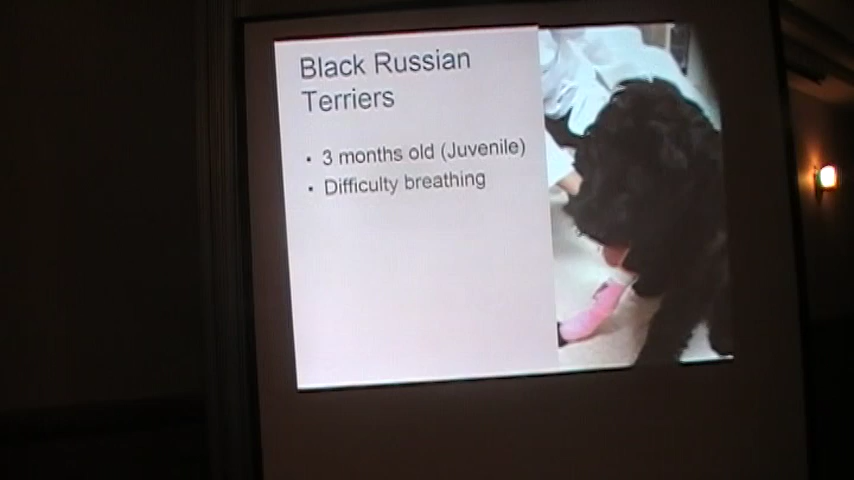 Black Russian
Terriers
• 3 months old (Juvenile)
• Difficulty breathing